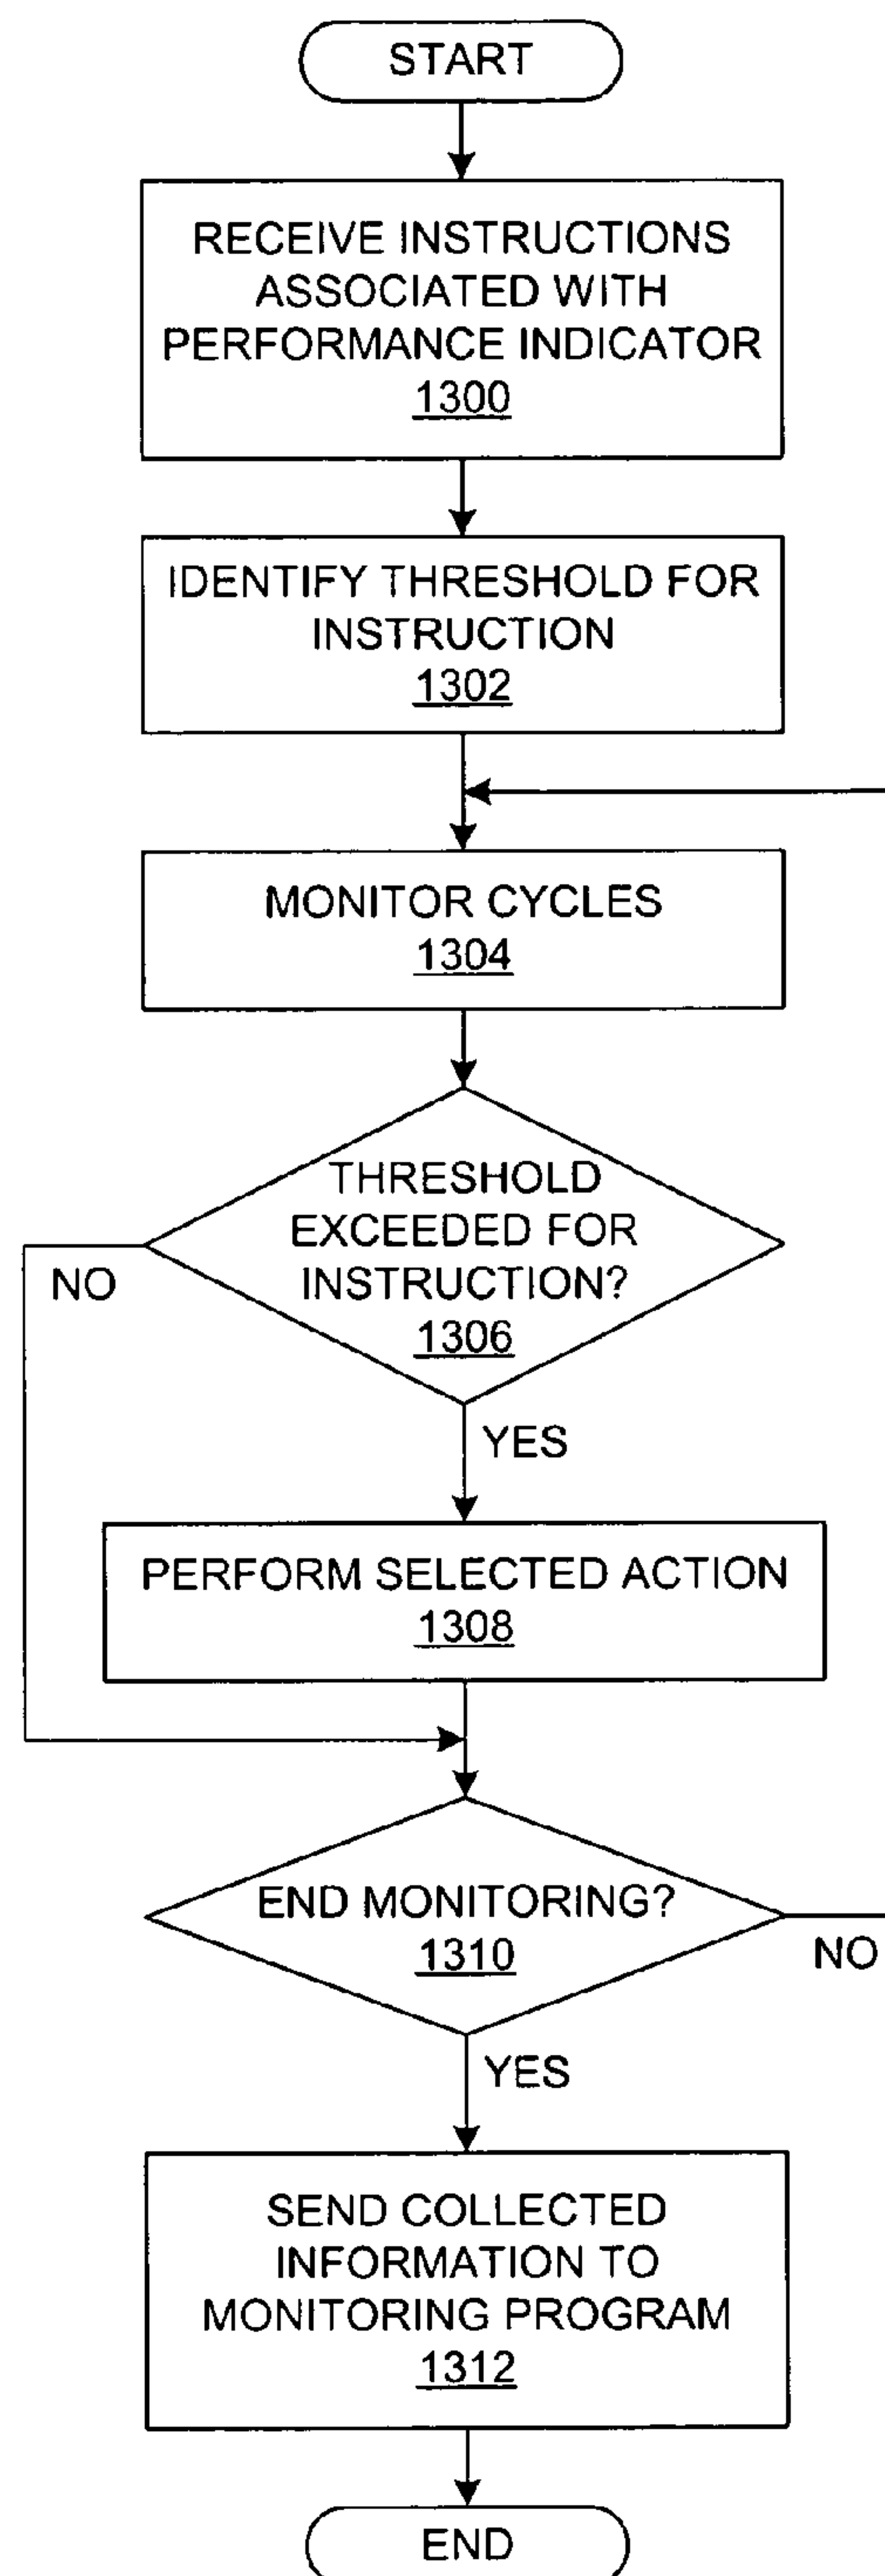 START
RECEIVE INSTRUCTIONS
ASSOCIATED WITH
PERFORMANCE INDICATOR
1300
IDENTIFY THRESHOLD FOR
INSTRUCTION
1302
MONITOR CYCLES
1304
THRESHOLD
EXCEEDED FOR
INSTRUCTION?
1306
NO
YES
PERFORM SELECTED ACTION
1308
END MONITORING?
1310
NO
YES
SEND COLLECTED
INFORMATION TO
MONITORING PROGRAM
1312
END